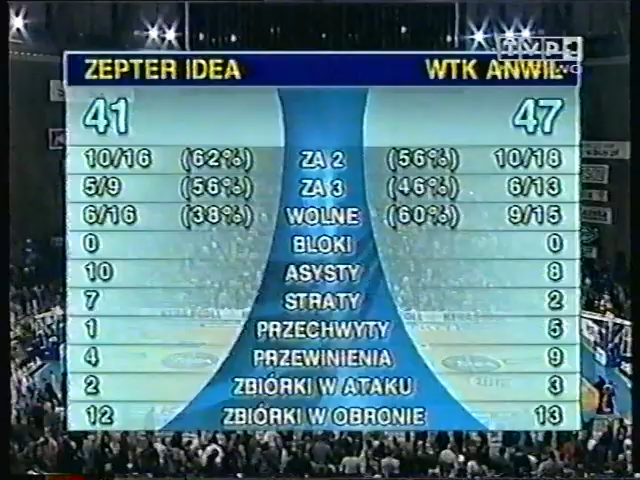 TVP
ZEPTER IDEA WTK ANWIL
41 47
10/16 (62%) ZA 2 (56%) 10/18
5/9 (56%) ZA 3 (46%) 6/13
6/16 (38%) WOLNE (60%) 9/15
0 BLOKI 0
10 ASYSTY 8
7 STRATY 2
1 PRZECHWYTY 5
4 PRZEWINIENIA 9
2 ZBIÓRKI W ATAKU 3
12 ZBIÓRKI W OBRONIE 13